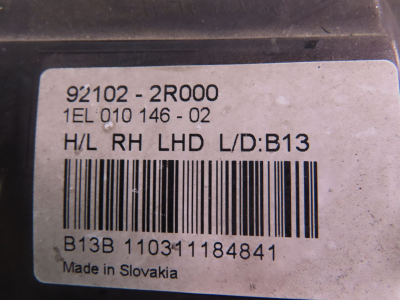 92102 - 2R000
1EL 010 146 - 02
H/L RH LHD L/D:B13
B13B 110311184841
Made in Slovakia